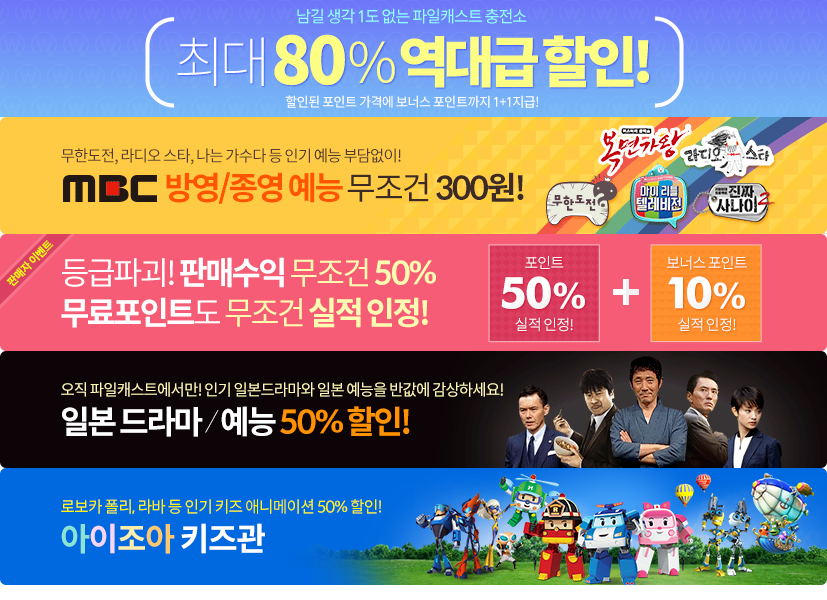 남길 생각 1도 없는 파일캐스트 충전소
최대 80% 역대급 할인!
할인된 포인트 가격에 보너스 포인트까지 1+1지급!
무한도전, 라디오 스타, 나는 가수다 등 인기 예능 부담없이!
MBC 방영/종영 예능 무조건 300원!
복면가왕
라디오 스타
무한도전
마이 리틀
텔레비전
진짜
사나이2
판매자 이벤트
등급파괴! 판매수익 무조건 50%
무료포인트도 무조건 실적 인정!
포인트
50%
실적 인정!
+
보너스 포인트
10%
실적 인정!
오직 파일캐스트에서만! 인기 일본드라마와 일본 예능을 반값에 감상하세요!
일본 드라마/예능 50% 할인!
로보카 폴리, 라바 등 인기 키즈 애니메이션 50% 할인!
아이조아 키즈관